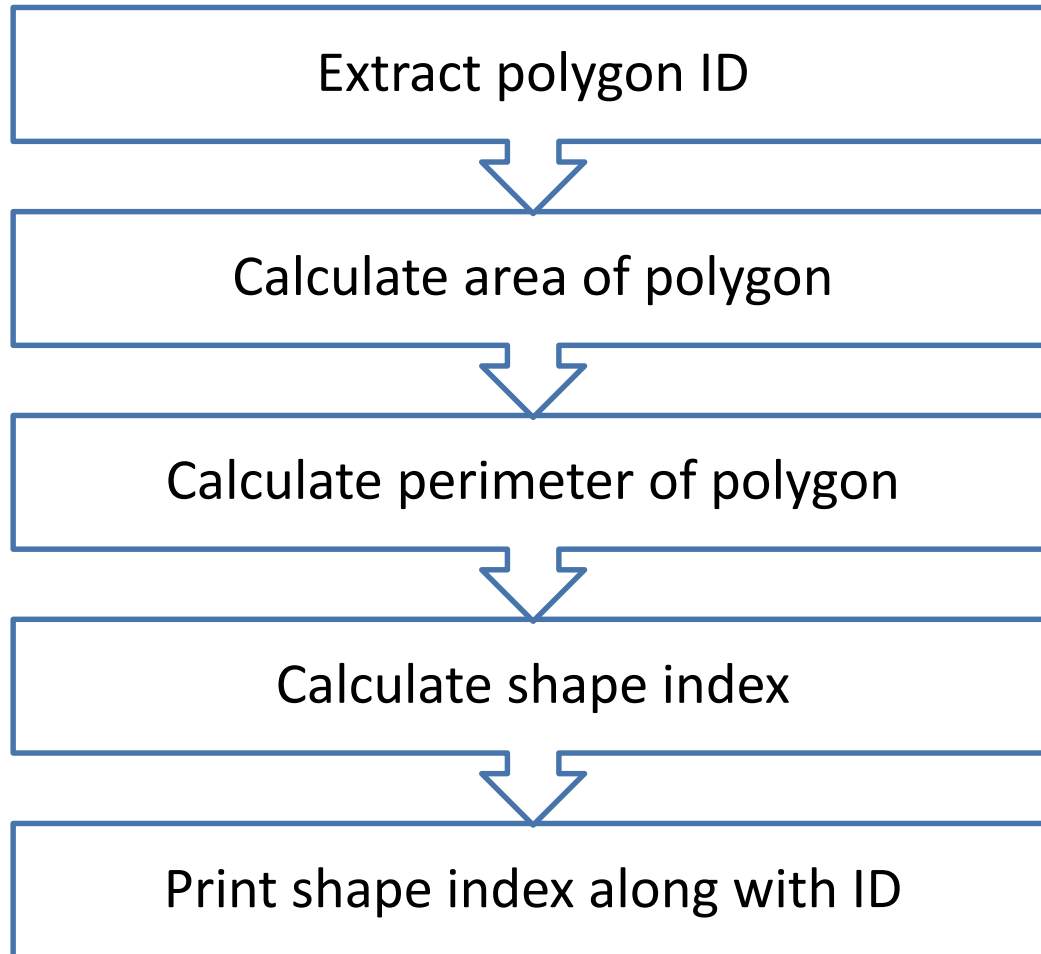 Extract polygon ID
Calculate area of polygon
Calculate perimeter of polygon
Calculate shape index
Print shape index along with ID